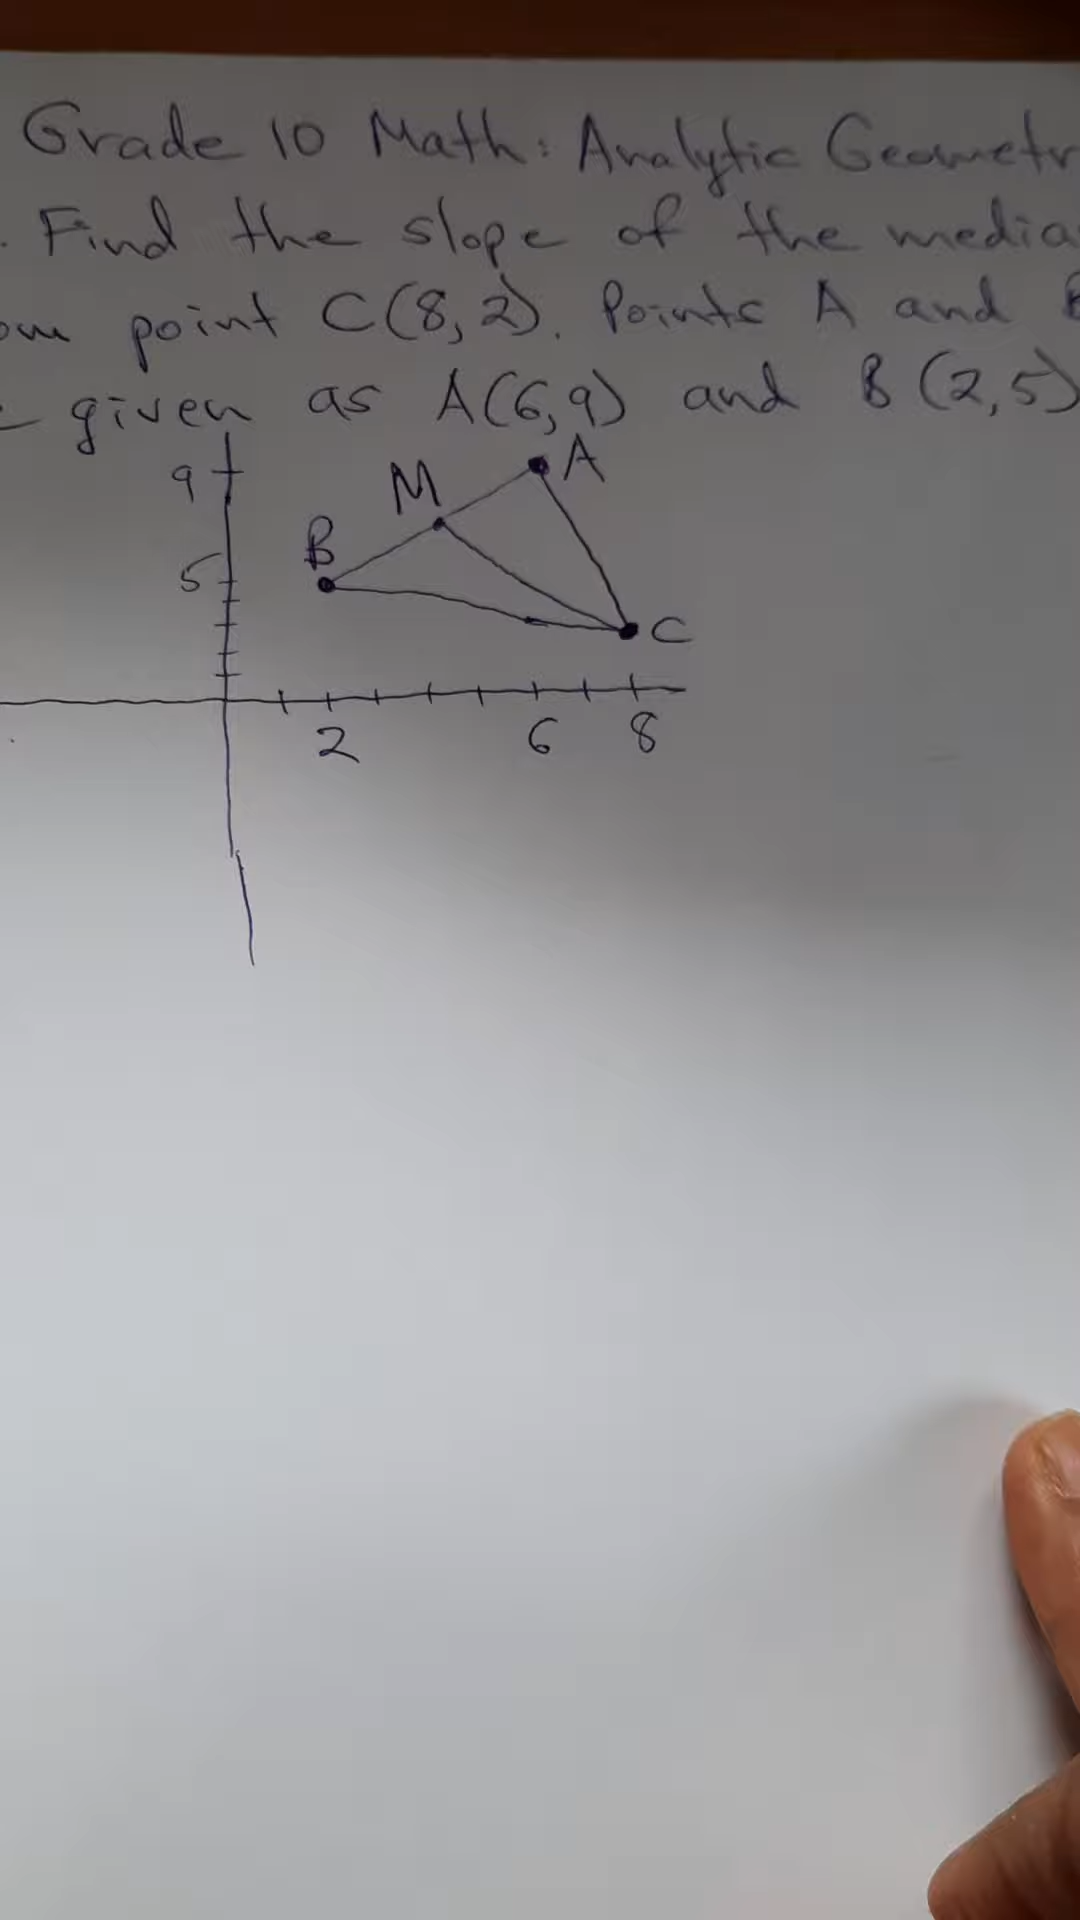 Grade 10 Math: Analytic Geometr
. Find the slope of the media
om point C(8,2). Points A and B
given as A(6,9) and B(2,5)
9
M
A
B
5
C
2
6
8